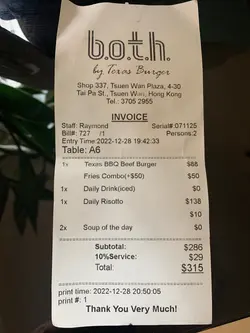 b.o.t.h.
by Texas Burger
Shop 337, Tsuen Wan Plaza, 4-30
Tai Pa St., Tsuen Wan, Hong Kong
Tel.: 3705 2955
INVOICE
Staff: Raymond Serial# 071125
Bill#: 727 /1 Persons:2
Entry Time:2022-12-28 19:42:33
Table: A6
1x Texas BBQ Beef Burger $88
Fries Combo(+$50) $50
1x Daily Drink(iced) $0
1x Daily Risotto $138
$10
2x Soup of the day $0
Subtotal: $286
10%Service: $29
Total: $315
print time: 2022-12-28 20:50:05
print #: 1
Thank You Very Much!